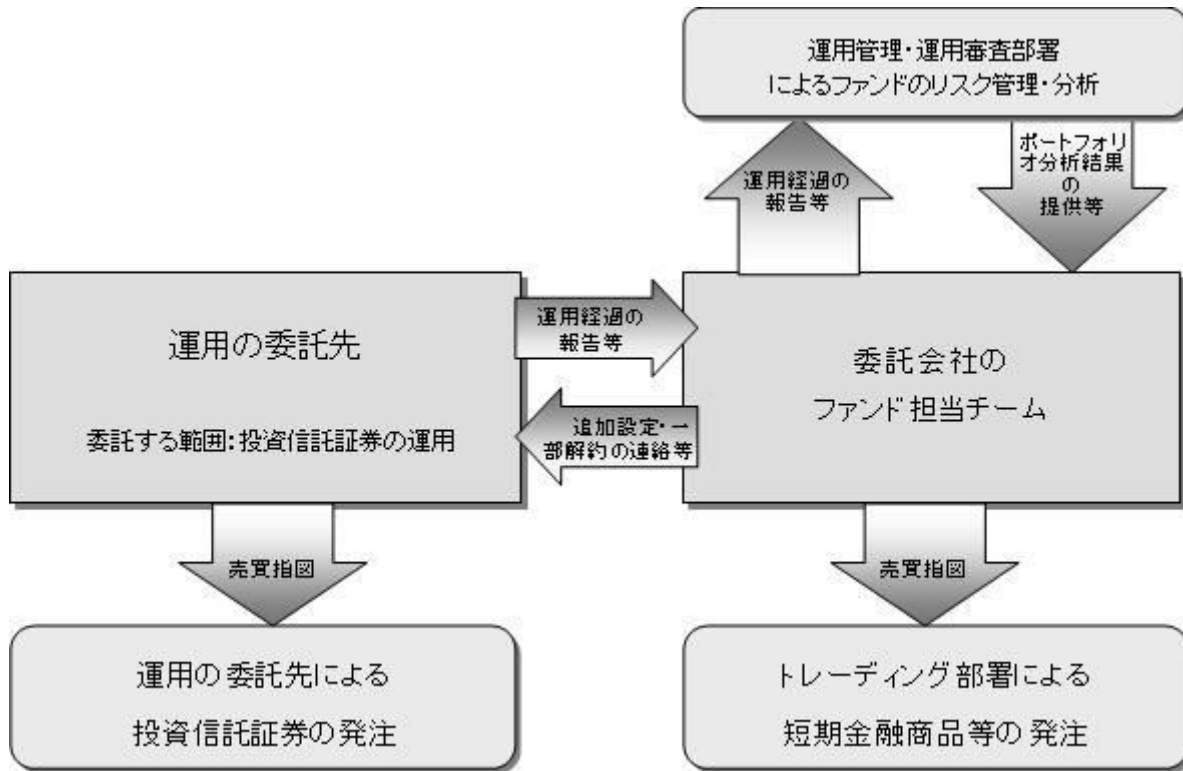 運用管理・運用審査部署
によるファンドのリスク管理・分析
運用経過の
報告等
ポートフォリ
オ分析結果
の
提供等
運用の委託先
委託する範囲：投資信託証券の運用
運用経過の
報告等
追加設定・一
部解約の連絡等
委託会社の
ファンド担当チーム
売買指図
売買指図
運用の委託先による
投資信託証券の発注
トレーディング部署による
短期金融商品等の発注